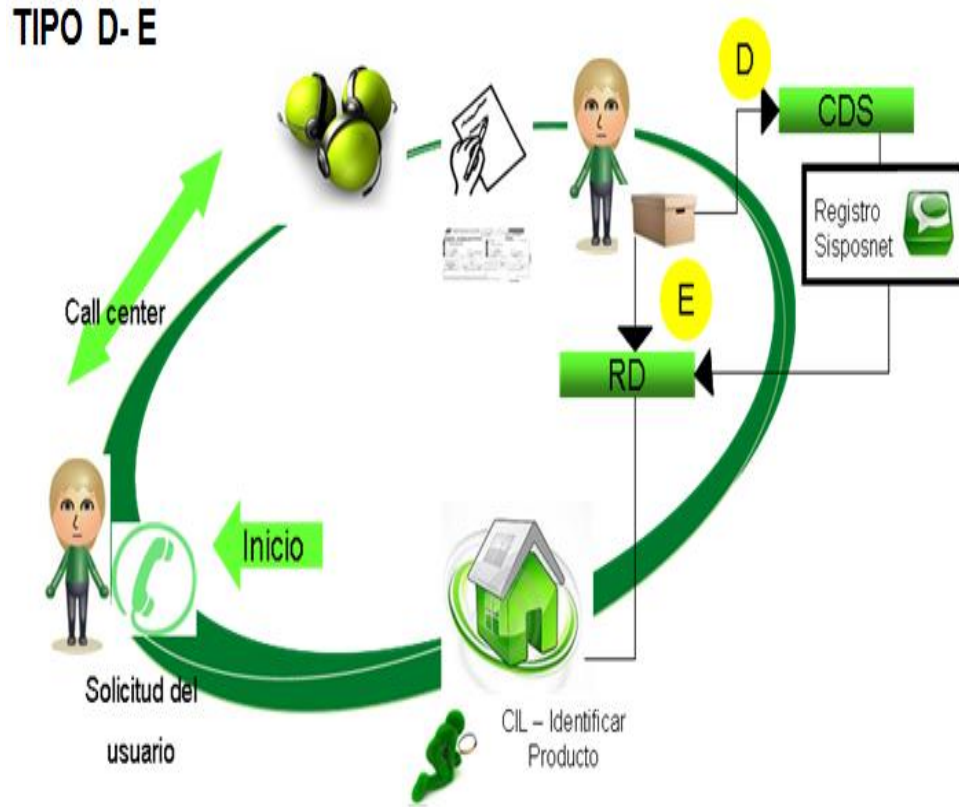 TIPO D- E
D
CDS
Registro
Sisposnet
Call center
E
RD
Inicio
Solicitud del
usuario
CIL – Identificar
Producto